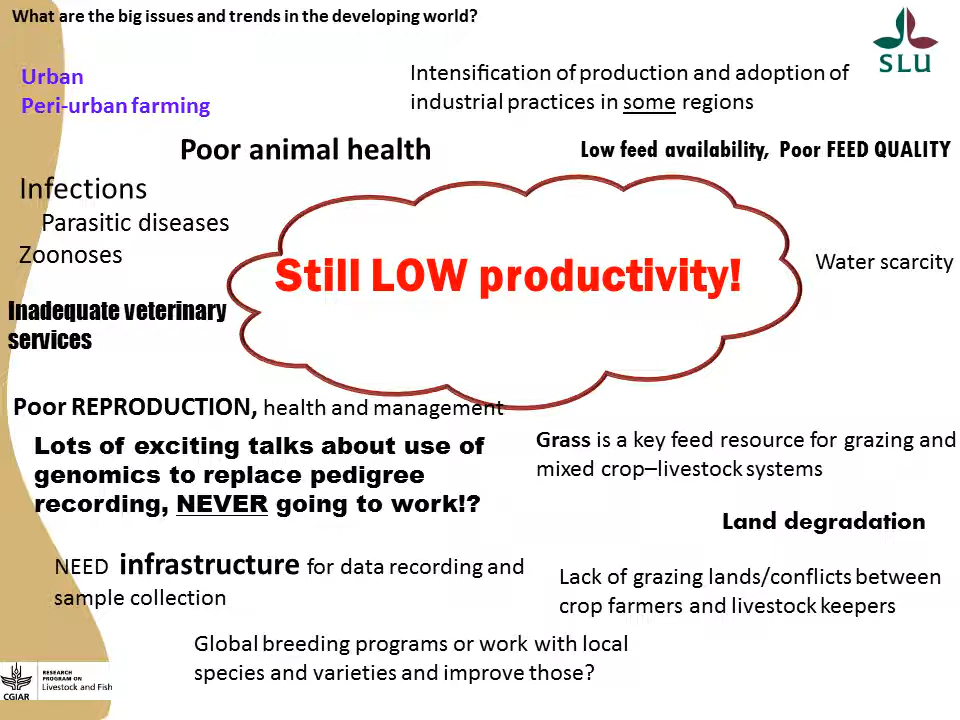 What are the big issues and trends in the developing world?
SLU
Urban
Peri-urban farming
Intensification of production and adoption of
industrial practices in some regions
Poor animal health
Low feed availability, Poor FEED QUALITY
Infections
Parasitic diseases
Zoonoses
Still LOW productivity!
Water scarcity
Inadequate veterinary
services
Poor REPRODUCTION, health and management
Lots of exciting talks about use of
genomics to replace pedigree
recording, NEVER going to work!?
Grass is a key feed resource for grazing and
mixed crop–livestock systems
Land degradation
NEED infrastructure for data recording and
sample collection
Lack of grazing lands/conflicts between
crop farmers and livestock keepers
Global breeding programs or work with local
species and varieties and improve those?
CGIAR
RESEARCH
PROGRAM ON
Livestock and Fish